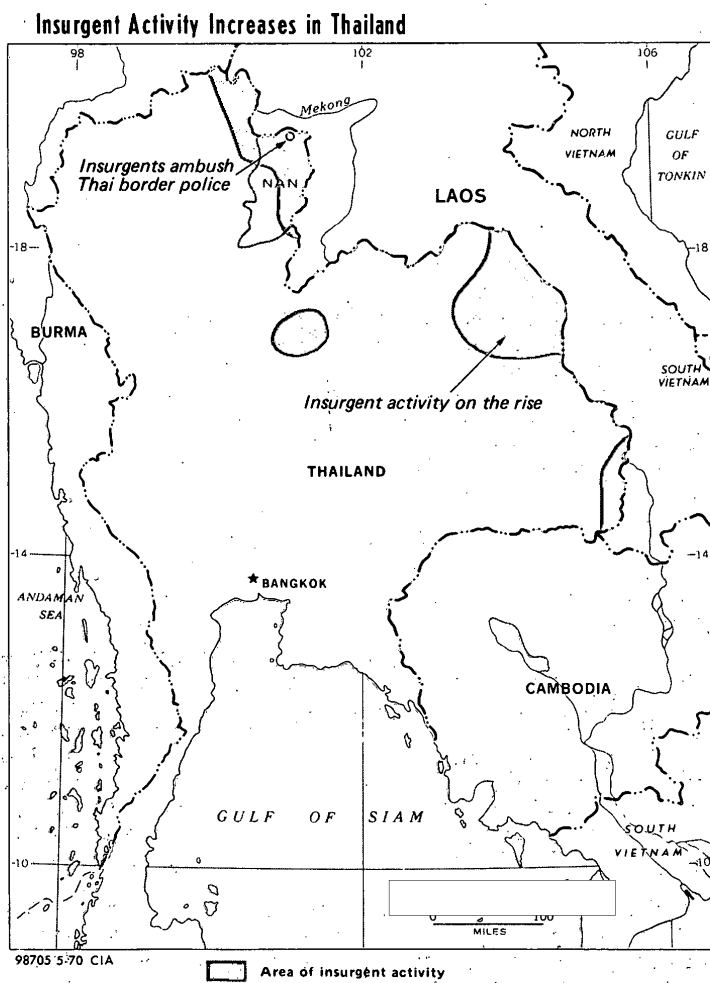 Insurgent Activity Increases in Thailand
98
102
106
Mekong
NORTH
VIETNAM
GULF
OF
TONKIN
Insurgents ambush
Thai border police
NAN
LAOS
18
18
BURMA
SOUTH
VIETNAM
Insurgent activity on the rise
THAILAND
14
14
BANGKOK
ANDAMAN
SEA
CAMBODIA
GULF OF SIAM
SOUTH
VIETNAM
10
10
0 100
MILES
98705 5-70 CIA
Area of insurgent activity